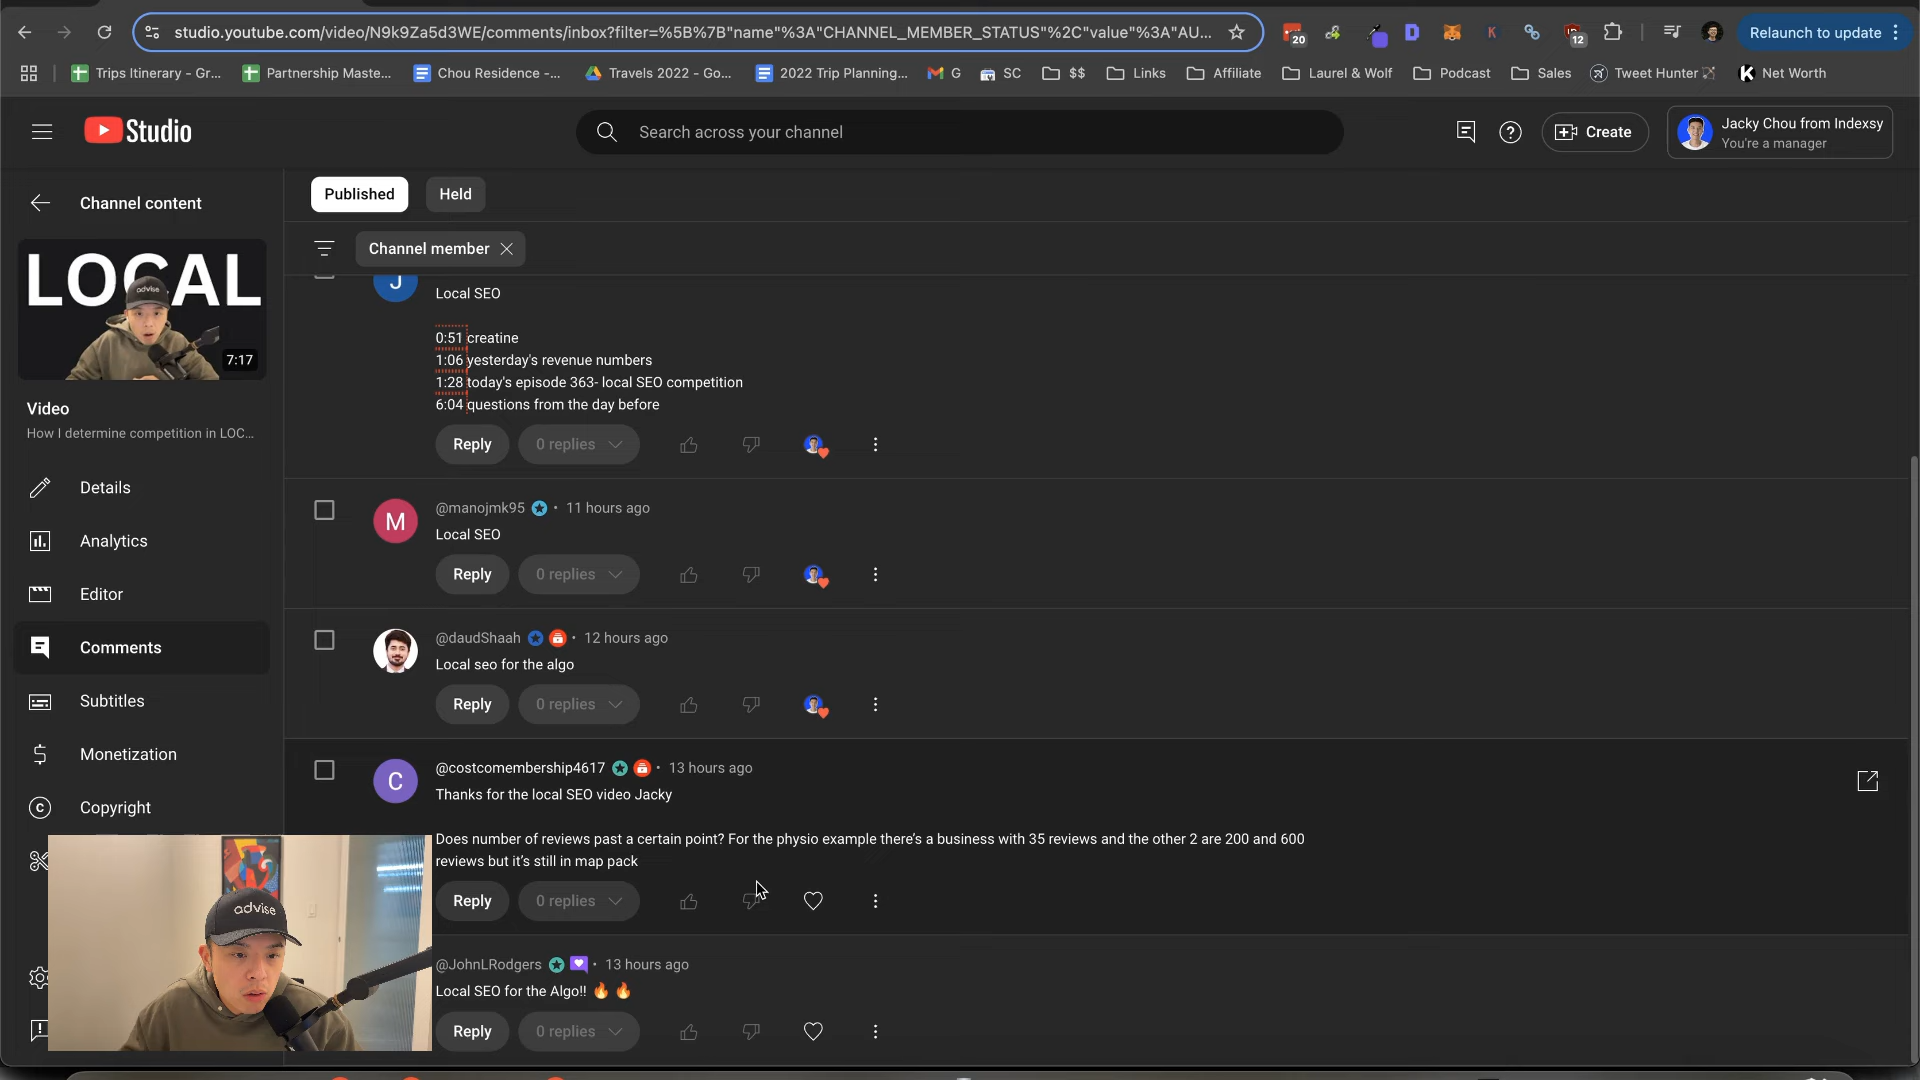 studio.youtube.com/video/N9k9Za5d3WE/comments/inbox?filter=%5B%7B"name"%3A"CHANNEL_MEMBER_STATUS"%2C"value"%3A"AU...
20
D
K
12
Relaunch to update
Trips Itinerary - Gr...
Partnership Maste...
Chou Residence -...
Travels 2022 - Go...
2022 Trip Planning...
G
SC
$$
Links
Affiliate
Laurel & Wolf
Podcast
Sales
Tweet Hunter
Net Worth
Studio
Search across your channel
Create
Jacky Chou from Indexsy
You're a manager
Channel content
LOCAL
advise
7:17
Video
How I determine competition in LOC...
Details
Analytics
Editor
Comments
Subtitles
Monetization
Copyright
Published
Held
Channel member
J
Local SEO
0:51 creatine
1:06 yesterday's revenue numbers
1:28 today's episode 363- local SEO competition
6:04 questions from the day before
Reply
0 replies
M
@manojmk95 • 11 hours ago
Local SEO
Reply
0 replies
@daudShaah • 12 hours ago
Local seo for the algo
Reply
0 replies
C
@costcomembership4617 • 13 hours ago
Thanks for the local SEO video Jacky
Does number of reviews past a certain point? For the physio example there's a business with 35 reviews and the other 2 are 200 and 600
reviews but it's still in map pack
Reply
0 replies
@JohnLRodgers • 13 hours ago
Local SEO for the Algo!! 🔥 🔥
Reply
0 replies
advise